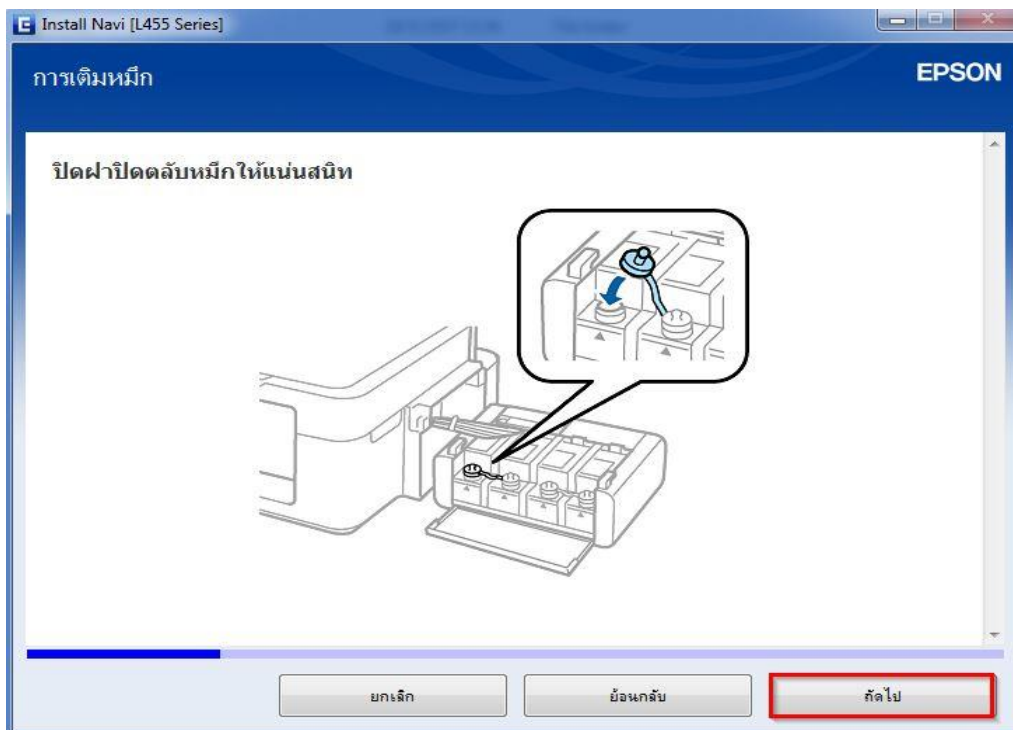 Install Navi [L455 Series]
การเติมหมึก
EPSON
ปิดฝาปิดตลับหมึกให้แน่นสนิท
ยกเลิก
ย้อนกลับ
ถัดไป